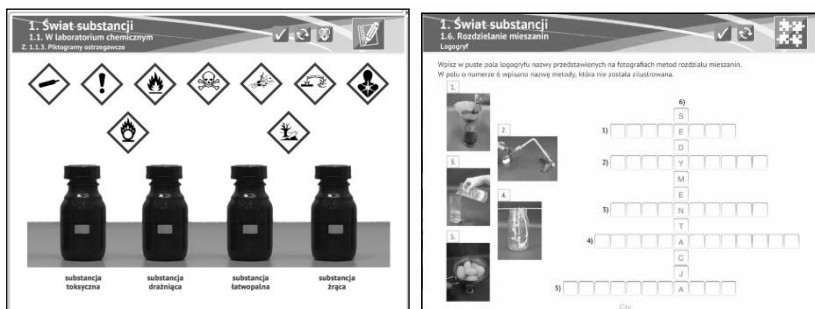 1. Świat substancji
1.1. W laboratorium chemicznym
Z. 1.1.3. Piktogramy ostrzegawcze
substancja toksyczna
substancja drażniąca
substancja łatwopalna
substancja żrąca
1. Świat substancji
1.6. Rozdzielanie mieszanin
Logogryf
Wpisz w puste pola logogryfu nazwy przedstawionych na fotografiach metod rozdziału mieszanin.
W polu o numerze 6 wpisano nazwę metody, która nie została zilustrowana.
1.
2.
3.
4.
5.
6)
S
1) E
D
2) Y
M
E
3) N
T
4) A
C
J
5) A
Czy